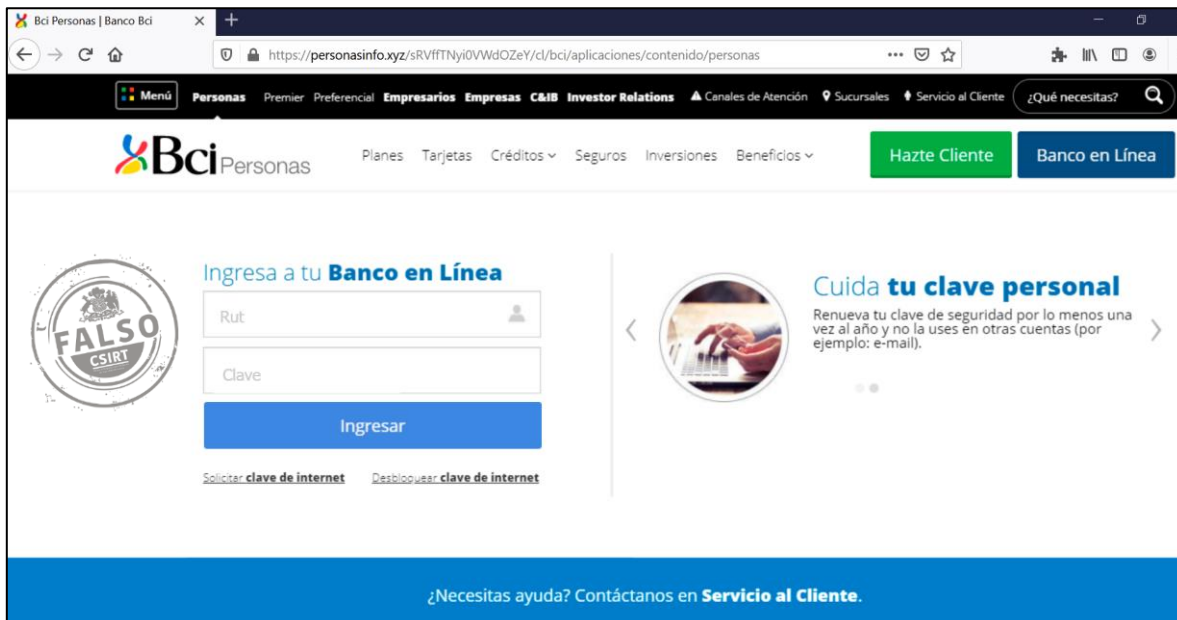 Bci Personas | Banco Bci
https://personasinfo.xyz/sRVffTNyi0VWdOZeY/cl/bci/aplicaciones/contenido/personas
Menú Personas Premier Preferencial Empresarios Empresas C&IB Investor Relations Canales de Atención Sucursales Servicio al Cliente ¿Qué necesitas?
Bci Personas Planes Tarjetas Créditos Seguros Inversiones Beneficios Hazte Cliente Banco en Línea
Ingresa a tu Banco en Línea
Rut
Clave
Ingresar
Solicitar clave de internet Desbloquear clave de internet
FALSO
CSIRT
Cuida tu clave personal
Renueva tu clave de seguridad por lo menos una
vez al año y no la uses en otras cuentas (por
ejemplo: e-mail).
¿Necesitas ayuda? Contáctanos en Servicio al Cliente.